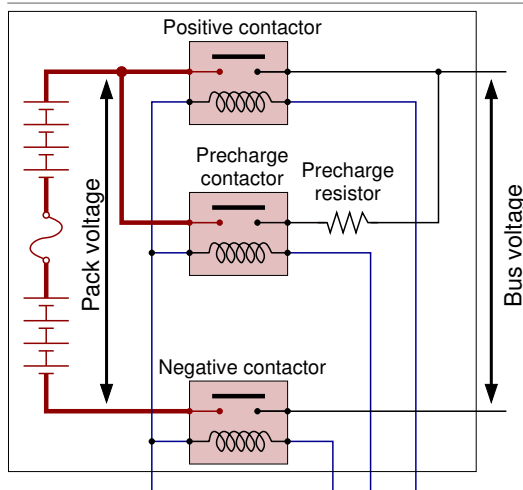 Positive contactor
Precharge
contactor
Precharge
resistor
Pack voltage
Bus voltage
Negative contactor